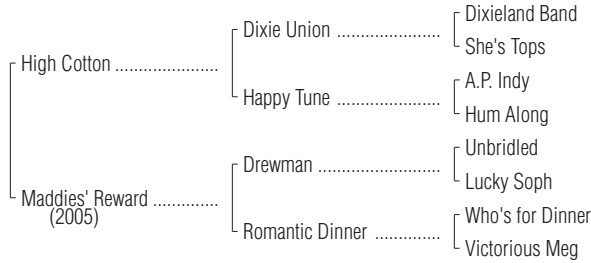 Dixieland Band
Dixie Union ......................
She's Tops
High Cotton ......................
A.P. Indy
Happy Tune ......................
Hum Along
Unbridled
Drewman .........................
Lucky Soph
Maddies' Reward ..............
(2005)
Who's for Dinner
Romantic Dinner ..............
Victorious Meg